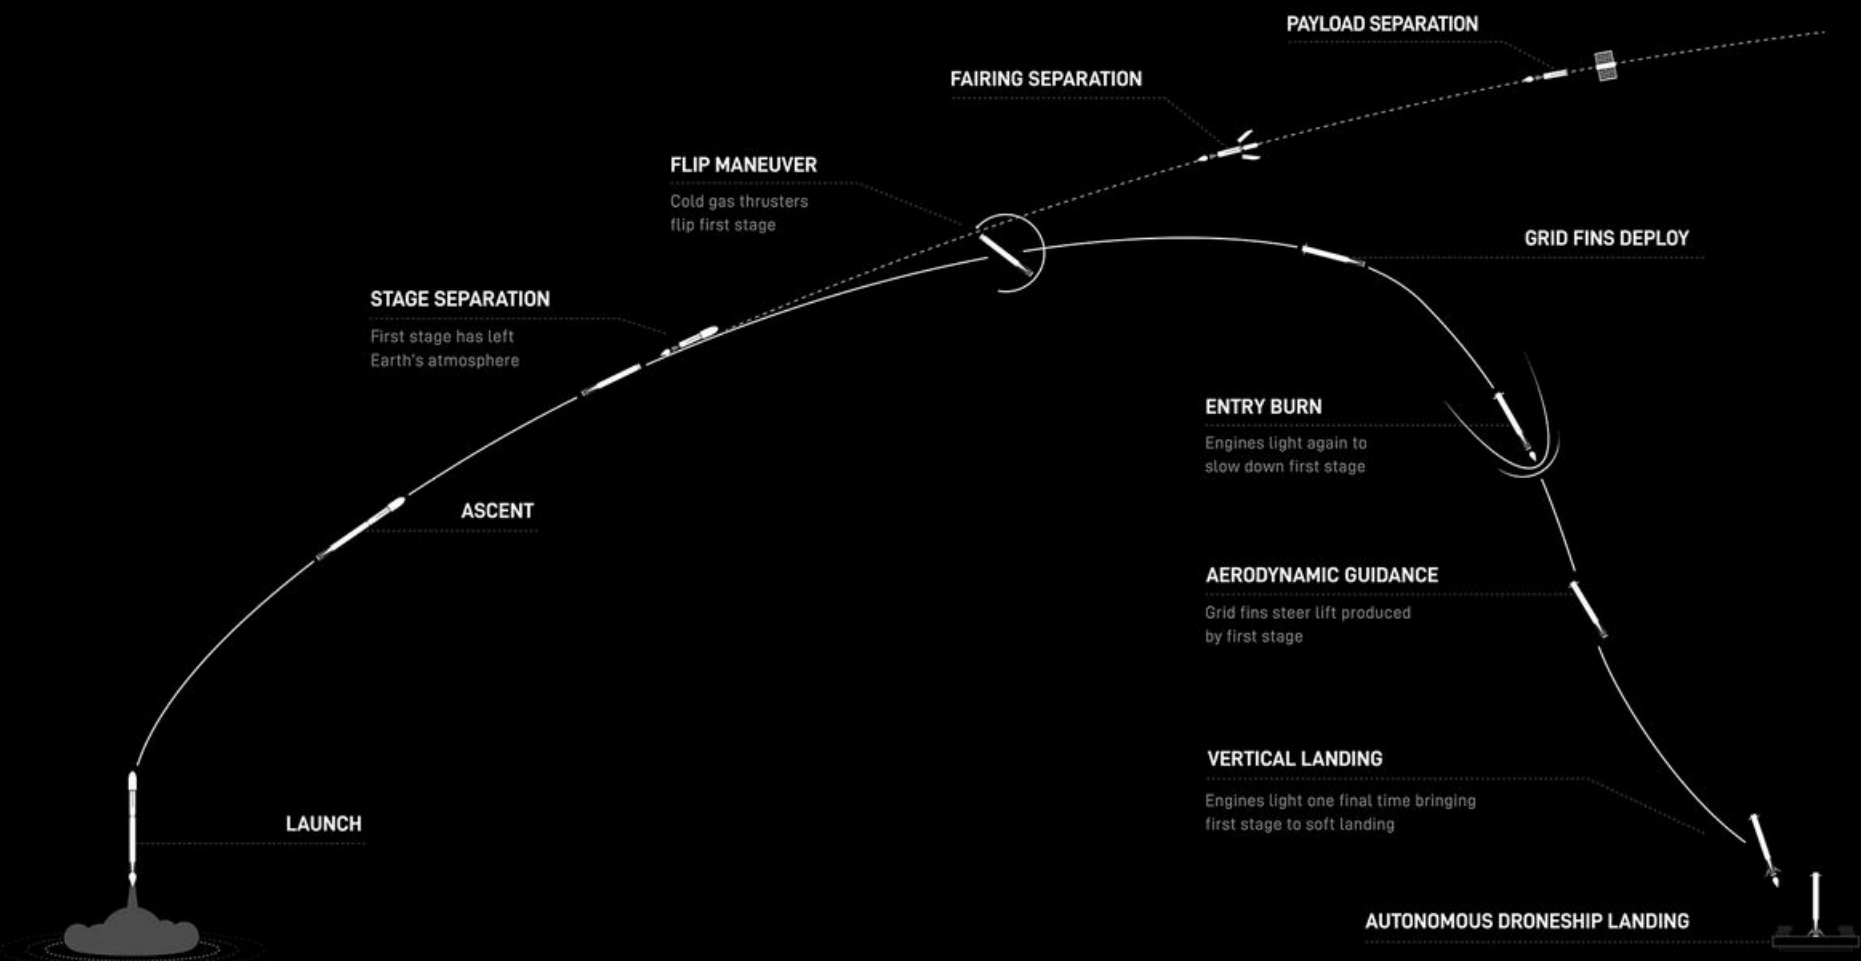 PAYLOAD SEPARATION
FAIRING SEPARATION
FLIP MANEUVER
Cold gas thrusters
flip first stage
GRID FINS DEPLOY
STAGE SEPARATION
First stage has left
Earth's atmosphere
ENTRY BURN
Engines light again to
slow down first stage
ASCENT
AERODYNAMIC GUIDANCE
Grid fins steer lift produced
by first stage
VERTICAL LANDING
Engines light one final time bringing
first stage to soft landing
LAUNCH
AUTONOMOUS DRONESHIP LANDING